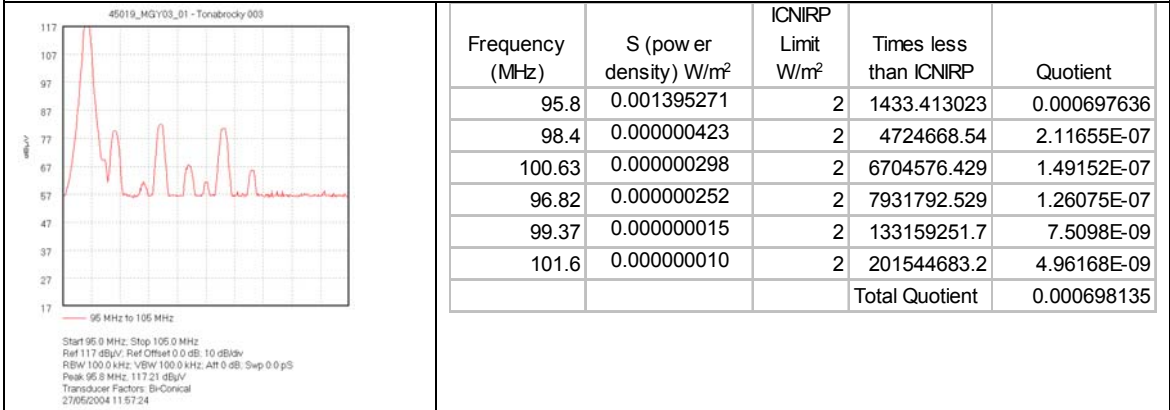 45019_MGY03_01 - Tonabrocky 003
117
107
97
87
77
67
57
47
37
27
17
dBµV
95 MHz to 105 MHz
Start 95.0 MHz; Stop 105.0 MHz
Ref 117 dBµV; Ref Offset 0.0 dB; 10 dB/div
RBW 100.0 kHz; VBW 100.0 kHz; Att 0 dB; Swp 0.0 pS
Peak 95.8 MHz, 117.21 dBµV
Transducer Factors: Bi-Conical
27/05/2004 11:57:24
Frequency (MHz) S (pow er density) W/m² ICNIRP Limit W/m² Times less than ICNIRP Quotient
95.8 0.001395271 2 1433.413023 0.000697636
98.4 0.000000423 2 4724668.54 2.11655E-07
100.63 0.000000298 2 6704576.429 1.49152E-07
96.82 0.000000252 2 7931792.529 1.26075E-07
99.37 0.000000015 2 133159251.7 7.5098E-09
101.6 0.000000010 2 201544683.2 4.96168E-09
Total Quotient 0.000698135